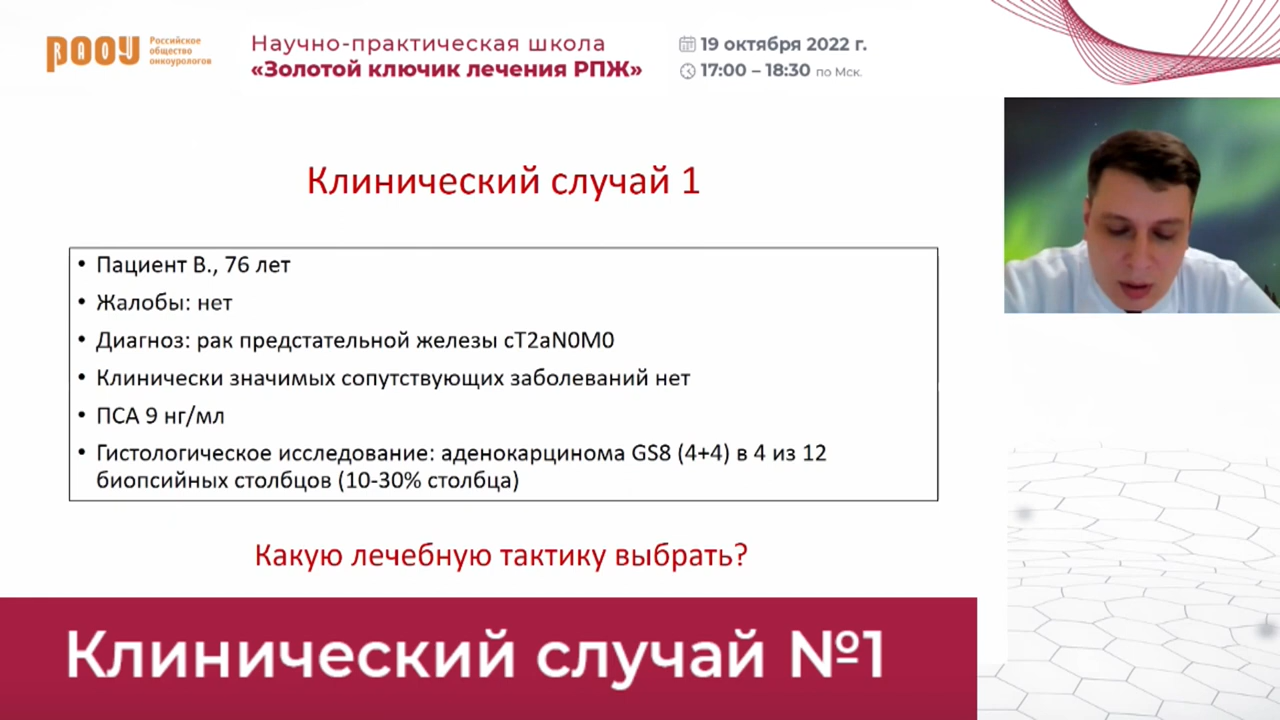 РАОУ
Российское
общество
онкоурологов
Научно-практическая школа
«Золотой ключик лечения РПЖ»
19 октября 2022 г.
17:00 – 18:30 по Мск.
Клинический случай 1
• Пациент В., 76 лет
• Жалобы: нет
• Диагноз: рак предстательной железы cT2aN0M0
• Клинически значимых сопутствующих заболеваний нет
• ПСА 9 нг/мл
• Гистологическое исследование: аденокарцинома GS8 (4+4) в 4 из 12
биопсийных столбцов (10-30% столбца)
Какую лечебную тактику выбрать?
Клинический случай №1